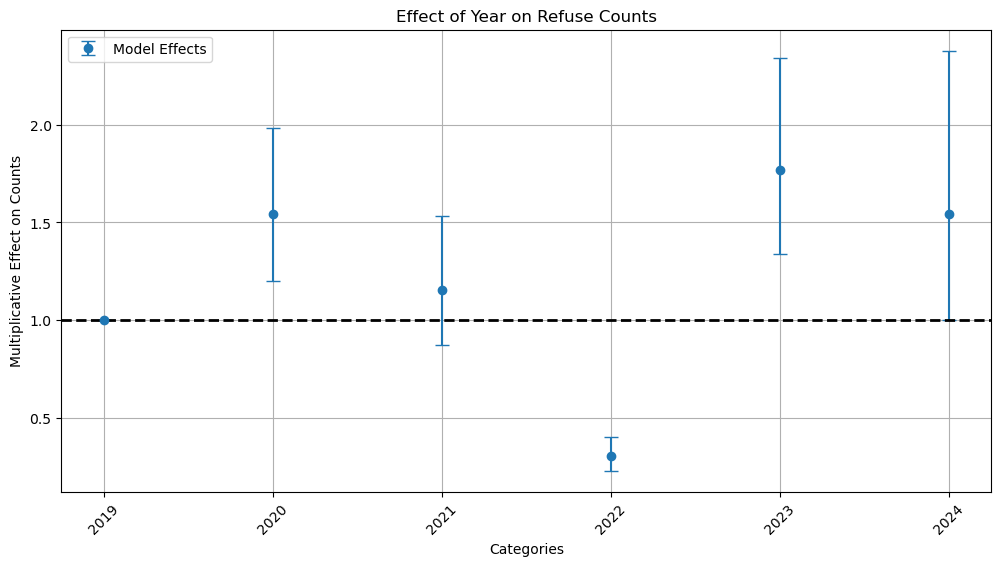 Effect of Year on Refuse Counts
Model Effects
Multiplicative Effect on Counts
2.0
1.5
1.0
0.5
2019
2020
2021
2022
2023
2024
Categories